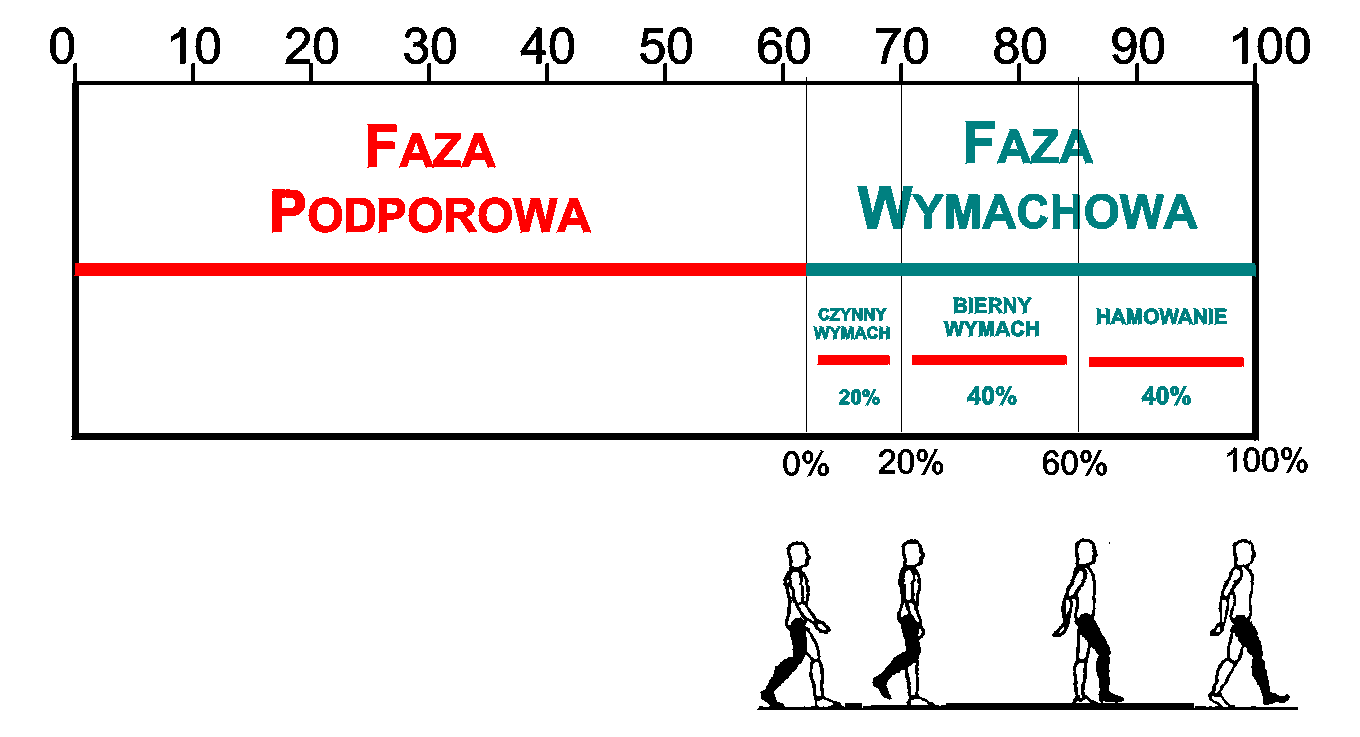 0 10 20 30 40 50 60 70 80 90 100
FAZA
PODPOROWA
FAZA
WYMACHOWA
CZYNNY
WYMACH
20%
BIERNY
WYMACH
40%
HAMOWANIE
40%
0% 20% 60% 100%